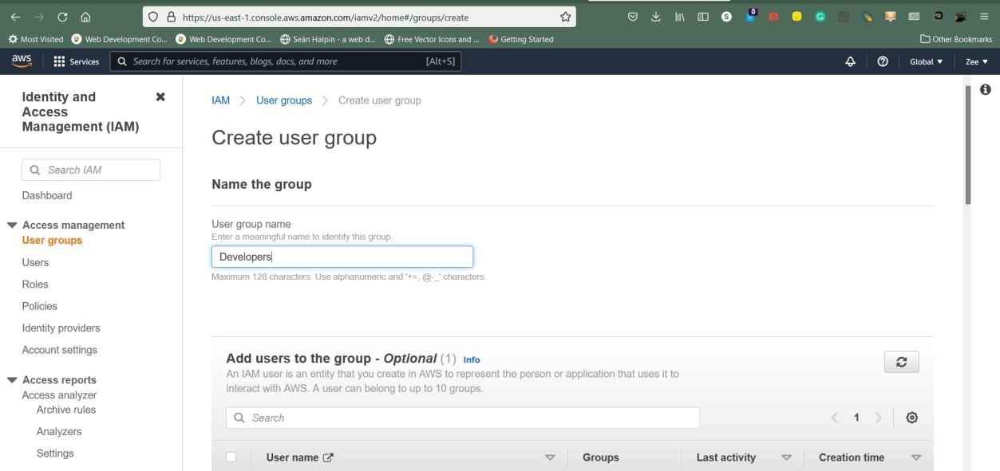 https://us-east-1.console.aws.amazon.com/iamv2/home#/groups/create
0
S
G
Most Visited
Web Development Co...
Web Development Co...
Seán Halpin - a web d...
Free Vector Icons and ...
Getting Started
Other Bookmarks
aws
Services
Search for services, features, blogs, docs, and more
[Alt+S]
Global
Zee
Identity and
Access
Management (IAM)
Search IAM
Dashboard
Access management
User groups
Users
Roles
Policies
Identity providers
Account settings
Access reports
Access analyzer
Archive rules
Analyzers
Settings
IAM > User groups > Create user group
Create user group
Name the group
User group name
Enter a meaningful name to identify this group.
Developers
Maximum 128 characters. Use alphanumeric and '+=,.@-_' characters.
Add users to the group - Optional (1) Info
An IAM user is an entity that you create in AWS to represent the person or application that uses it to
interact with AWS. A user can belong to up to 10 groups.
Search
1
User name
Groups
Last activity
Creation time